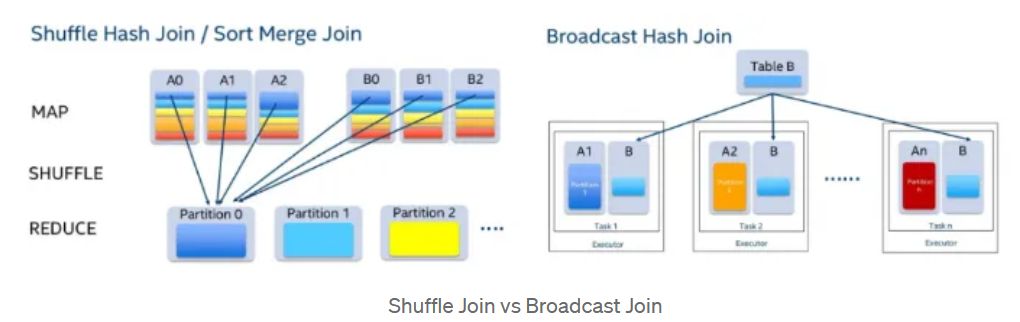 Shuffle Hash Join / Sort Merge Join
MAP
A0 A1 A2 B0 B1 B2
SHUFFLE
REDUCE
Partition 0 Partition 1 Partition 2
....
Broadcast Hash Join
Table B
A1 B A2 B An B
Partition Partition Partition
......
Task 1 Task 2 Task n
Executor Executor Executor
Shuffle Join vs Broadcast Join